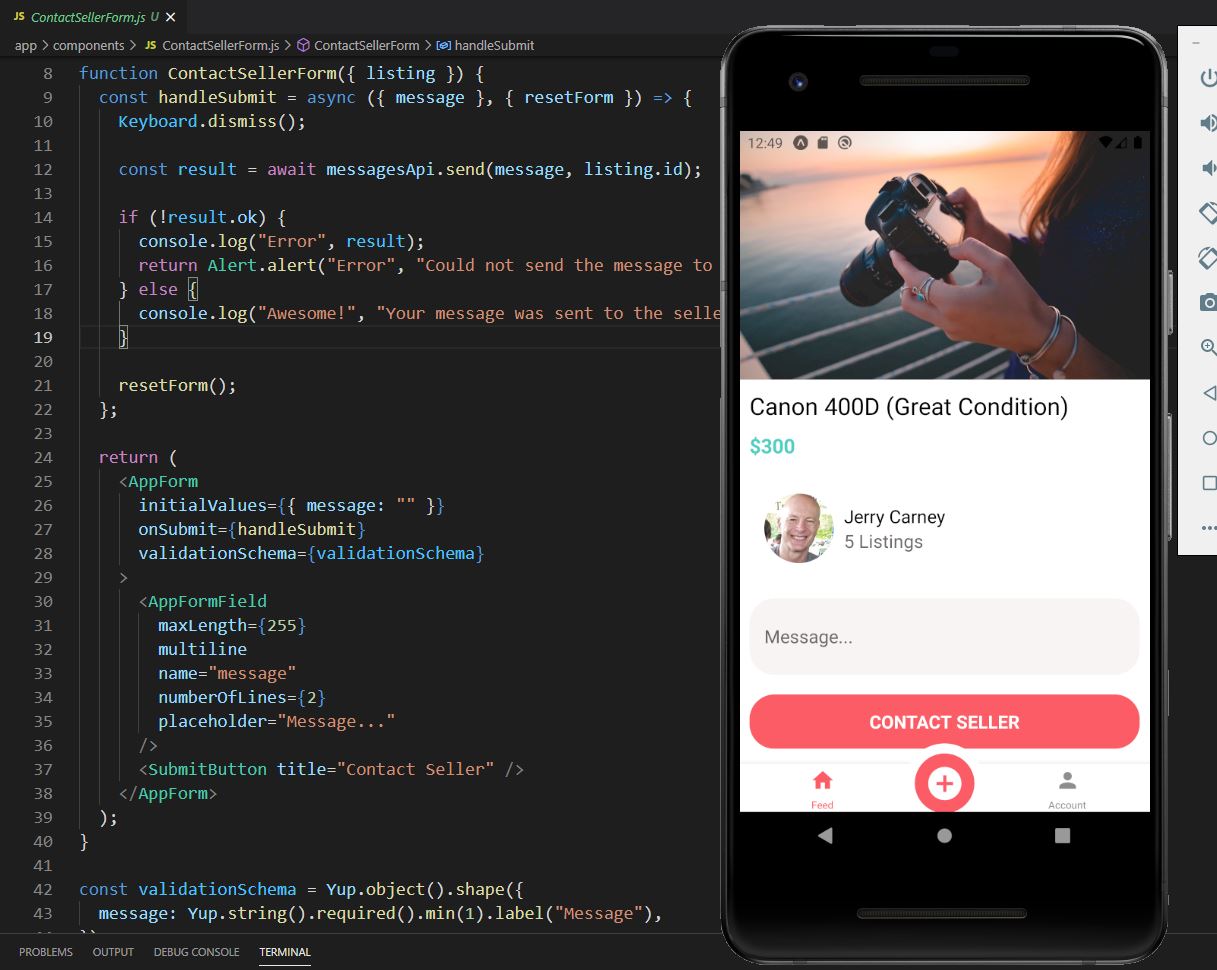 JS ContactSellerForm.js U ×
app > components > JS ContactSellerForm.js > ContactSellerForm > handleSubmit
8 function ContactSellerForm({ listing }) {
9 const handleSubmit = async ({ message }, { resetForm }) => {
10 Keyboard.dismiss();
11
12 const result = await messagesApi.send(message, listing.id);
13
14 if (!result.ok) {
15 console.log("Error", result);
16 return Alert.alert("Error", "Could not send the message to
17 } else {
18 console.log("Awesome!", "Your message was sent to the selle
19 }
20
21 resetForm();
22 };
23
24 return (
25 <AppForm
26 initialValues={{ message: "" }}
27 onSubmit={handleSubmit}
28 validationSchema={validationSchema}
29 >
30 <AppFormField
31 maxLength={255}
32 multiline
33 name="message"
34 numberOfLines={2}
35 placeholder="Message..."
36 />
37 <SubmitButton title="Contact Seller" />
38 </AppForm>
39 );
40 }
41
42 const validationSchema = Yup.object().shape({
43 message: Yup.string().required().min(1).label("Message"),
PROBLEMS OUTPUT DEBUG CONSOLE TERMINAL
12:49
Canon 400D (Great Condition)
$300
Jerry Carney
5 Listings
Message...
CONTACT SELLER
Feed
Account